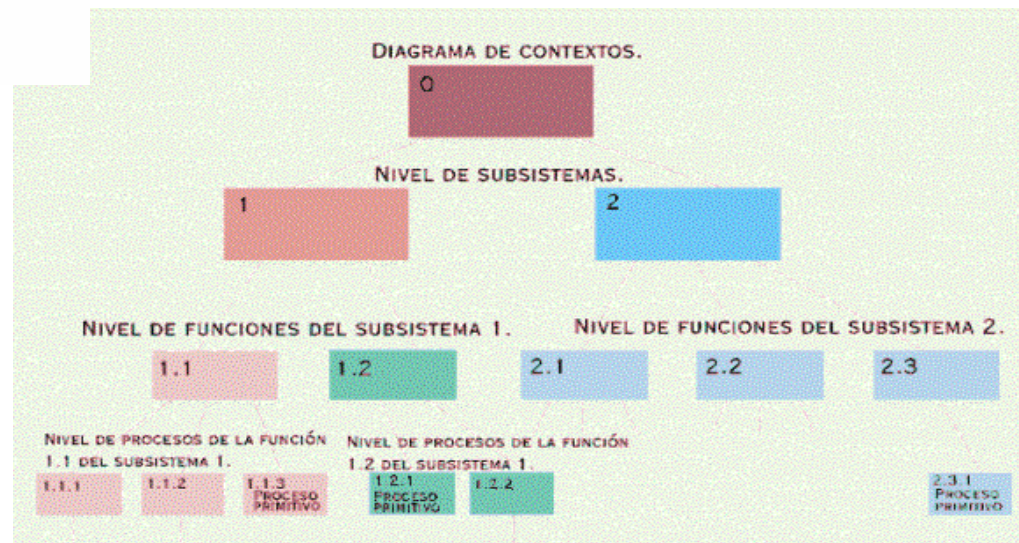 DIAGRAMA DE CONTEXTOS.
0
NIVEL DE SUBSISTEMAS.
1
2
NIVEL DE FUNCIONES DEL SUBSISTEMA 1.
NIVEL DE FUNCIONES DEL SUBSISTEMA 2.
1.1
1.2
2.1
2.2
2.3
NIVEL DE PROCESOS DE LA FUNCIÓN
1.1 DEL SUBSISTEMA 1.
NIVEL DE PROCESOS DE LA FUNCIÓN
1.2 DEL SUBSISTEMA 1.
1.1.1
1.1.2
1.1.3
PROCESO
PRIMITIVO
1.2.1
PROCESO
PRIMITIVO
1.2.2
2.3.1
PROCESO
PRIMITIVO